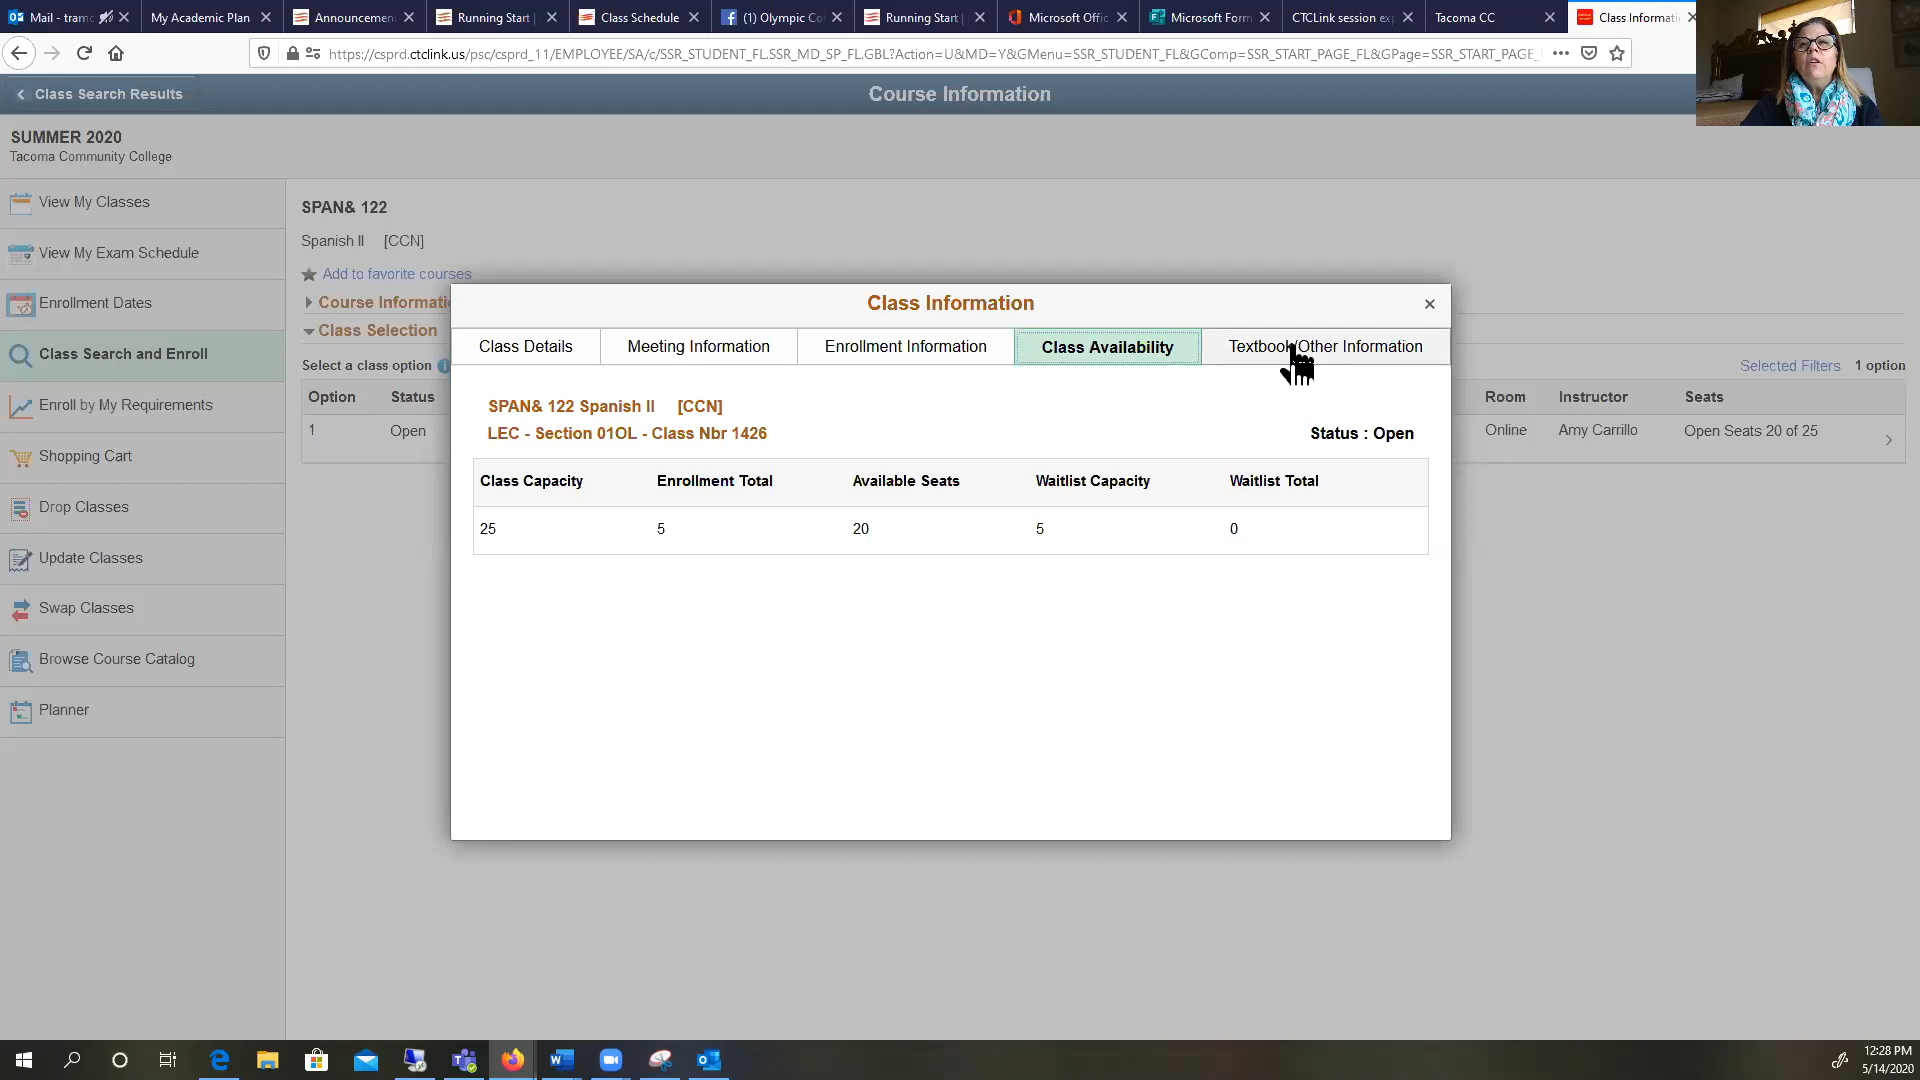 Mail - tramc
My Academic Plan
Announcemen
Running Start |
Class Schedule
(1) Olympic Co
Running Start |
Microsoft Offic
Microsoft Form
CTCLink session exp
Tacoma CC
Class Informati
https://csprd.ctclink.us/psc/csprd_11/EMPLOYEE/SA/c/SSR_STUDENT_FL.SSR_MD_SP_FL.GBL?Action=U&MD=Y&GMenu=SSR_STUDENT_FL&GComp=SSR_START_PAGE_FL&GPage=SSR_START_PAGE_
Class Search Results
Course Information
SUMMER 2020
Tacoma Community College
View My Classes
View My Exam Schedule
Enrollment Dates
Class Search and Enroll
Enroll by My Requirements
Shopping Cart
Drop Classes
Update Classes
Swap Classes
Browse Course Catalog
Planner
SPAN& 122
Spanish II [CCN]
Add to favorite courses
Course Informatio
Class Selection
Select a class option
Selected Filters 1 option
Option Status Room Instructor Seats
1 Open Online Amy Carrillo Open Seats 20 of 25
Class Information
Class Details
Meeting Information
Enrollment Information
Class Availability
Textbook/Other Information
SPAN& 122 Spanish II [CCN]
LEC - Section 01OL - Class Nbr 1426
Status : Open
Class Capacity Enrollment Total Available Seats Waitlist Capacity Waitlist Total
25 5 20 5 0
12:28 PM
5/14/2020